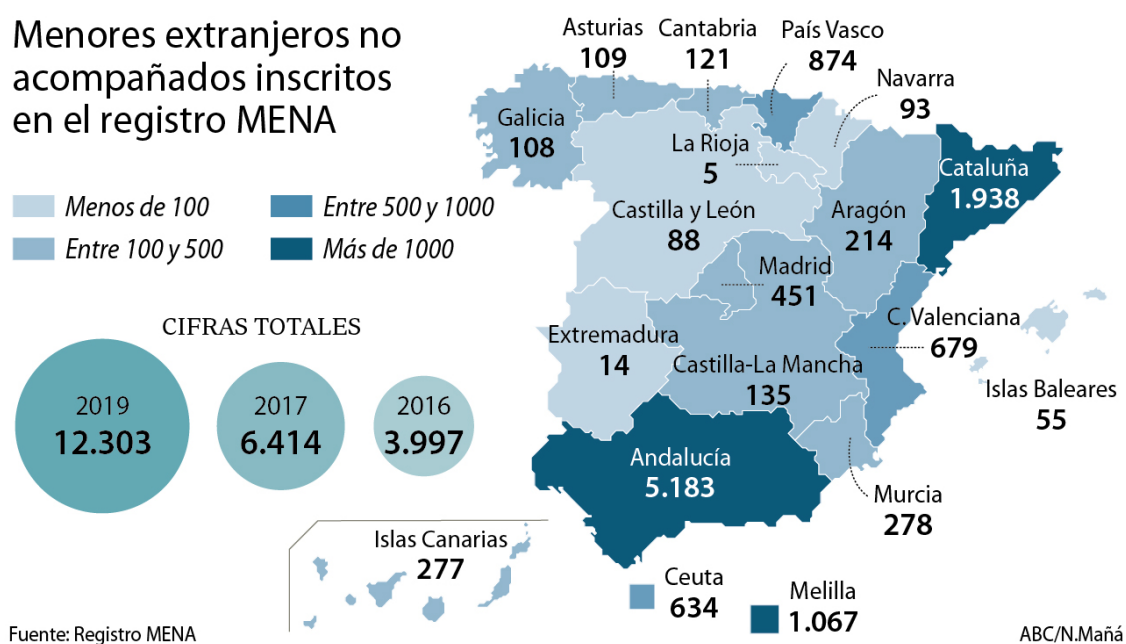 Menores extranjeros no
acompañados inscritos
en el registro MENA
Menos de 100
Entre 500 y 1000
Entre 100 y 500
Más de 1000
CIFRAS TOTALES
2019
12.303
2017
6.414
2016
3.997
Asturias
109
Cantabria
121
País Vasco
874
Navarra
93
Galicia
108
La Rioja
5
Cataluña
1.938
Castilla y León
88
Aragón
214
Madrid
451
C. Valenciana
679
Extremadura
14
Castilla-La Mancha
135
Islas Baleares
55
Andalucía
5.183
Murcia
278
Islas Canarias
277
Ceuta
634
Melilla
1.067
Fuente: Registro MENA
ABC/N.Mañá